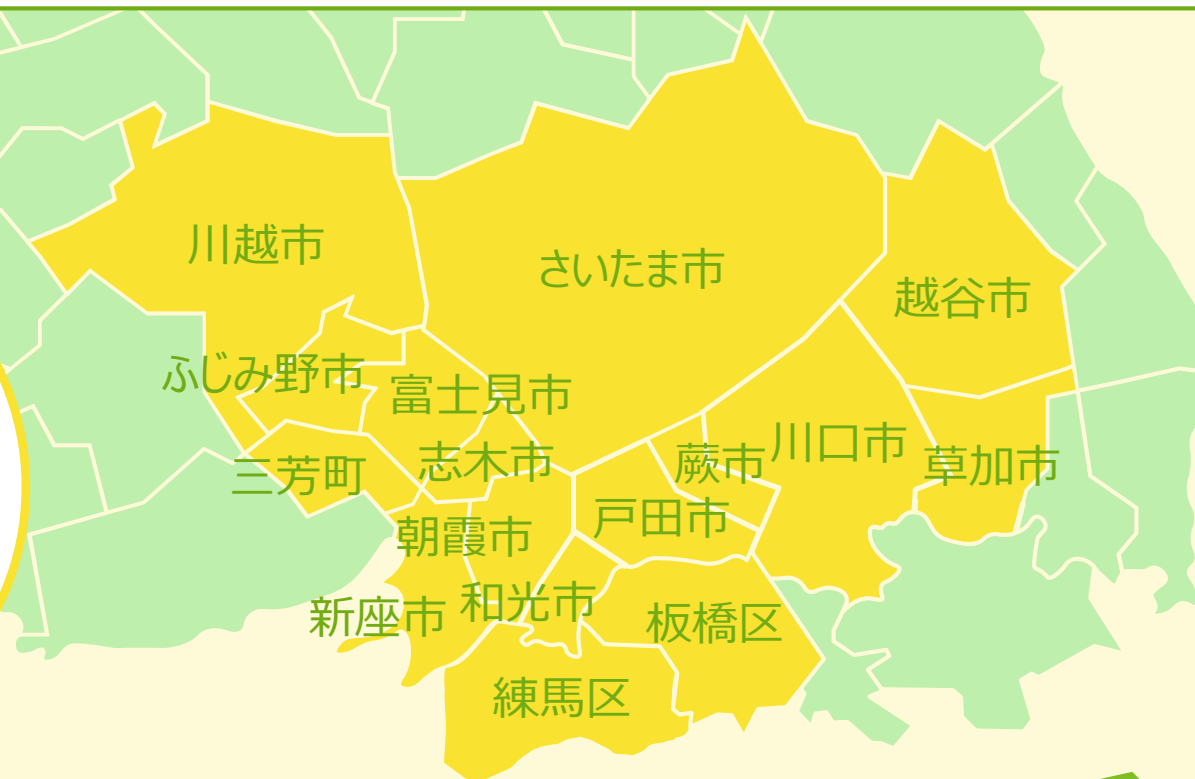 川越市
さいたま市
越谷市
ふじみ野市
富士見市
川口市
蕨市
志木市
草加市
三芳町
戸田市
朝霞市
和光市
新座市
板橋区
練馬区